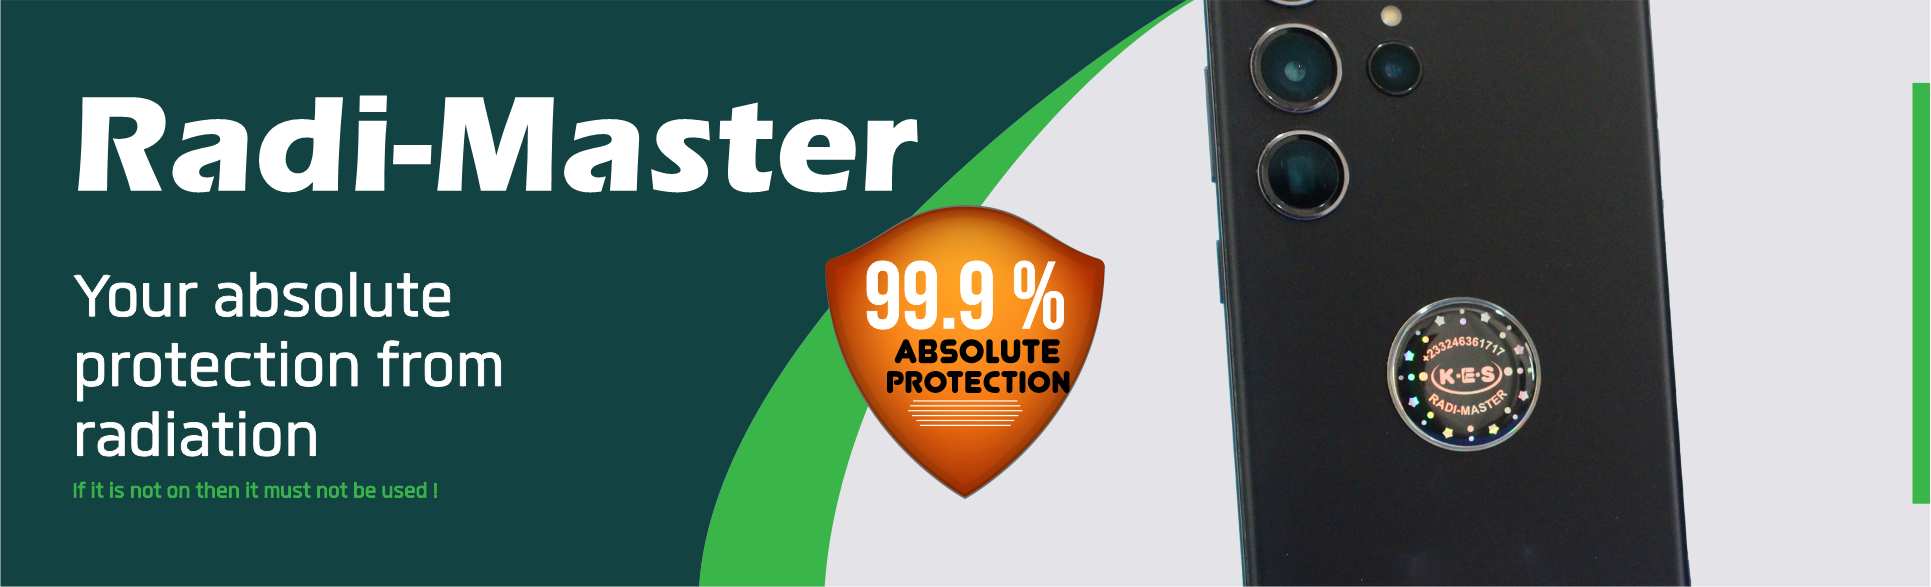 Radi-Master
Your absolute
protection from
radiation
If it is not on then it must not be used !
99.9 %
ABSOLUTE
PROTECTION
+233246361717
K·E·S
RADI-MASTER